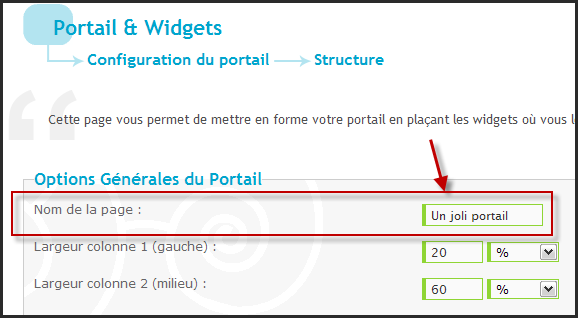 Portail & Widgets
Configuration du portail Structure
Cette page vous permet de mettre en forme votre portail en plaçant les widgets où vous
Options Générales du Portail
Nom de la page : Un joli portail
Largeur colonne 1 (gauche) : 20 %
Largeur colonne 2 (milieu) : 60 %